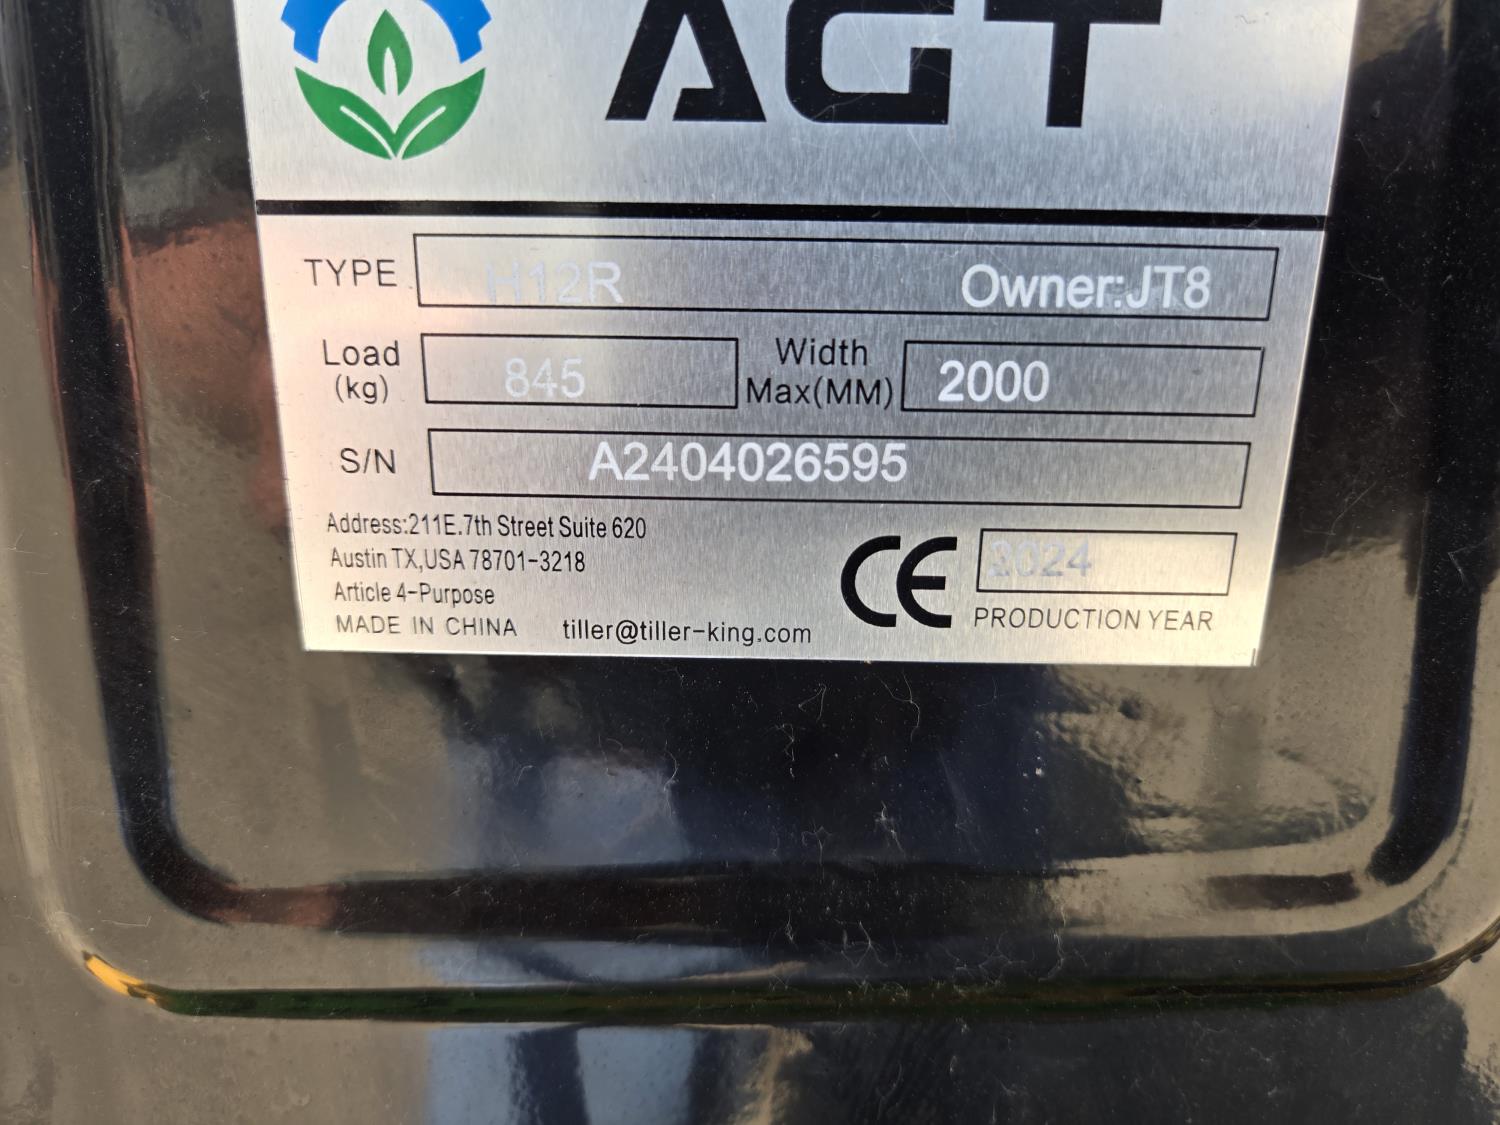 AGT
TYPE H12R Owner:JT8
Load (kg) 845 Width Max(MM) 2000
S/N A2404026595
Address:211E.7th Street Suite 620
Austin TX,USA 78701-3218
Article 4-Purpose
MADE IN CHINA tiller@tiller-king.com
CE 2024
PRODUCTION YEAR